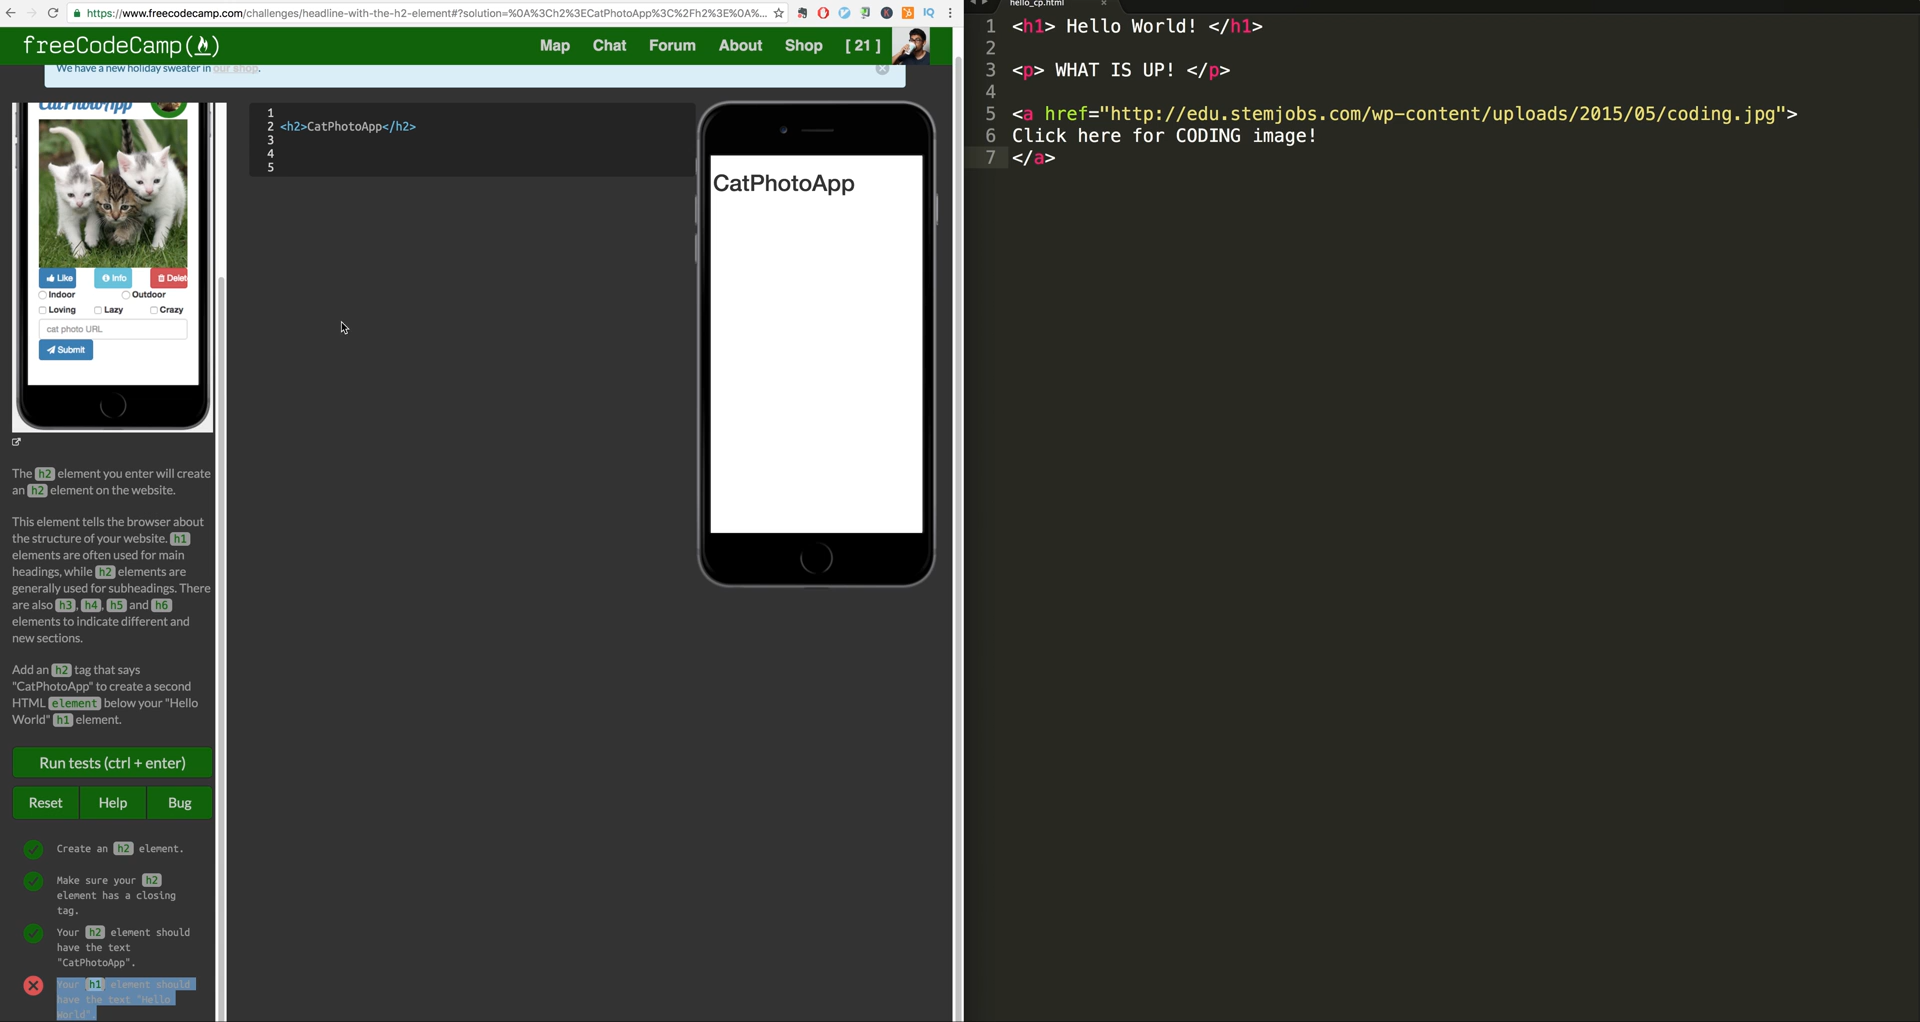 https://www.freecodecamp.com/challenges/headline-with-the-h2-element#?solution=%0A%3Ch2%3ECatPhotoApp%3C%2Fh2%3E%0A%...
IQ
freeCodeCamp(
)
Map
Chat
Forum
About
Shop
[ 21 ]
We have a new holiday sweater in our shop.
CatPhotoApp
Like
Info
Delet
Indoor
Outdoor
Loving
Lazy
Crazy
cat photo URL
Submit
The h2 element you enter will create
an h2 element on the website.
This element tells the browser about
the structure of your website. h1
elements are often used for main
headings, while h2 elements are
generally used for subheadings. There
are also h3, h4, h5 and h6
elements to indicate different and
new sections.
Add an h2 tag that says
"CatPhotoApp" to create a second
HTML element below your "Hello
World" h1 element.
Run tests (ctrl + enter)
Reset
Help
Bug
Create an h2 element.
Make sure your h2
element has a closing
tag.
Your h2 element should
have the text
"CatPhotoApp".
Your h1 element should
have the text "Hello
World".
1
2 <h2>CatPhotoApp</h2>
3
4
5
CatPhotoApp
hello_cp.html
1 <h1> Hello World! </h1>
2
3 <p> WHAT IS UP! </p>
4
5 <a href="http://edu.stemjobs.com/wp-content/uploads/2015/05/coding.jpg">
6 Click here for CODING image!
7 </a>